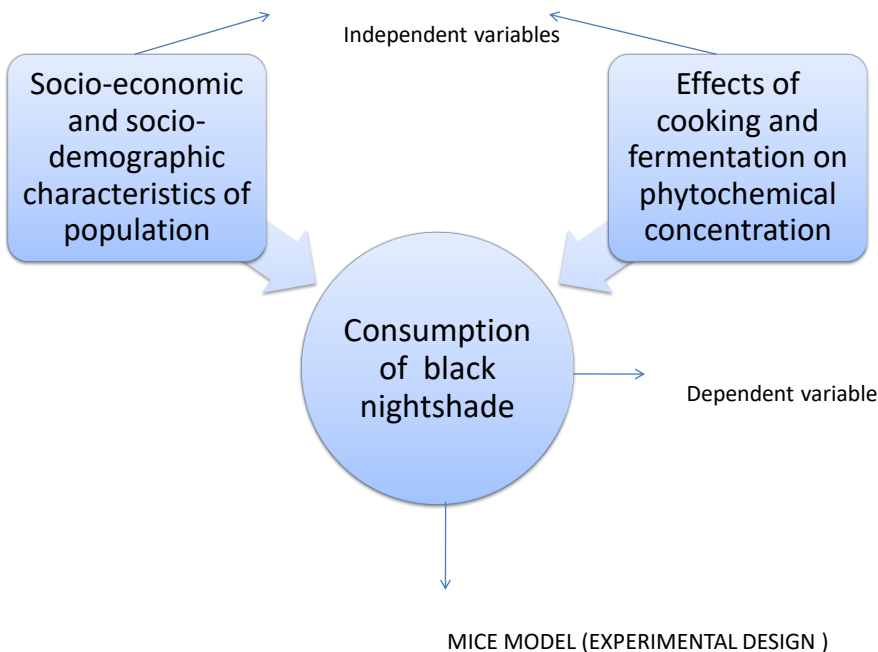 Independent variables
Socio-economic
and socio-
demographic
characteristics of
population
Effects of
cooking and
fermentation on
phytochemical
concentration
Consumption
of black
nightshade
Dependent variable
MICE MODEL (EXPERIMENTAL DESIGN )